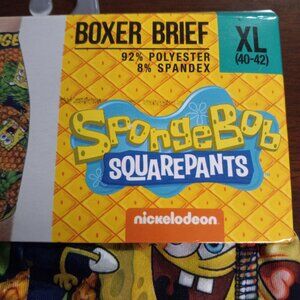 BOXER BRIEF
92% POLYESTER
8% SPANDEX
XL
(40-42)
SpongeBob
SQUAREPANTS
nickelodeon